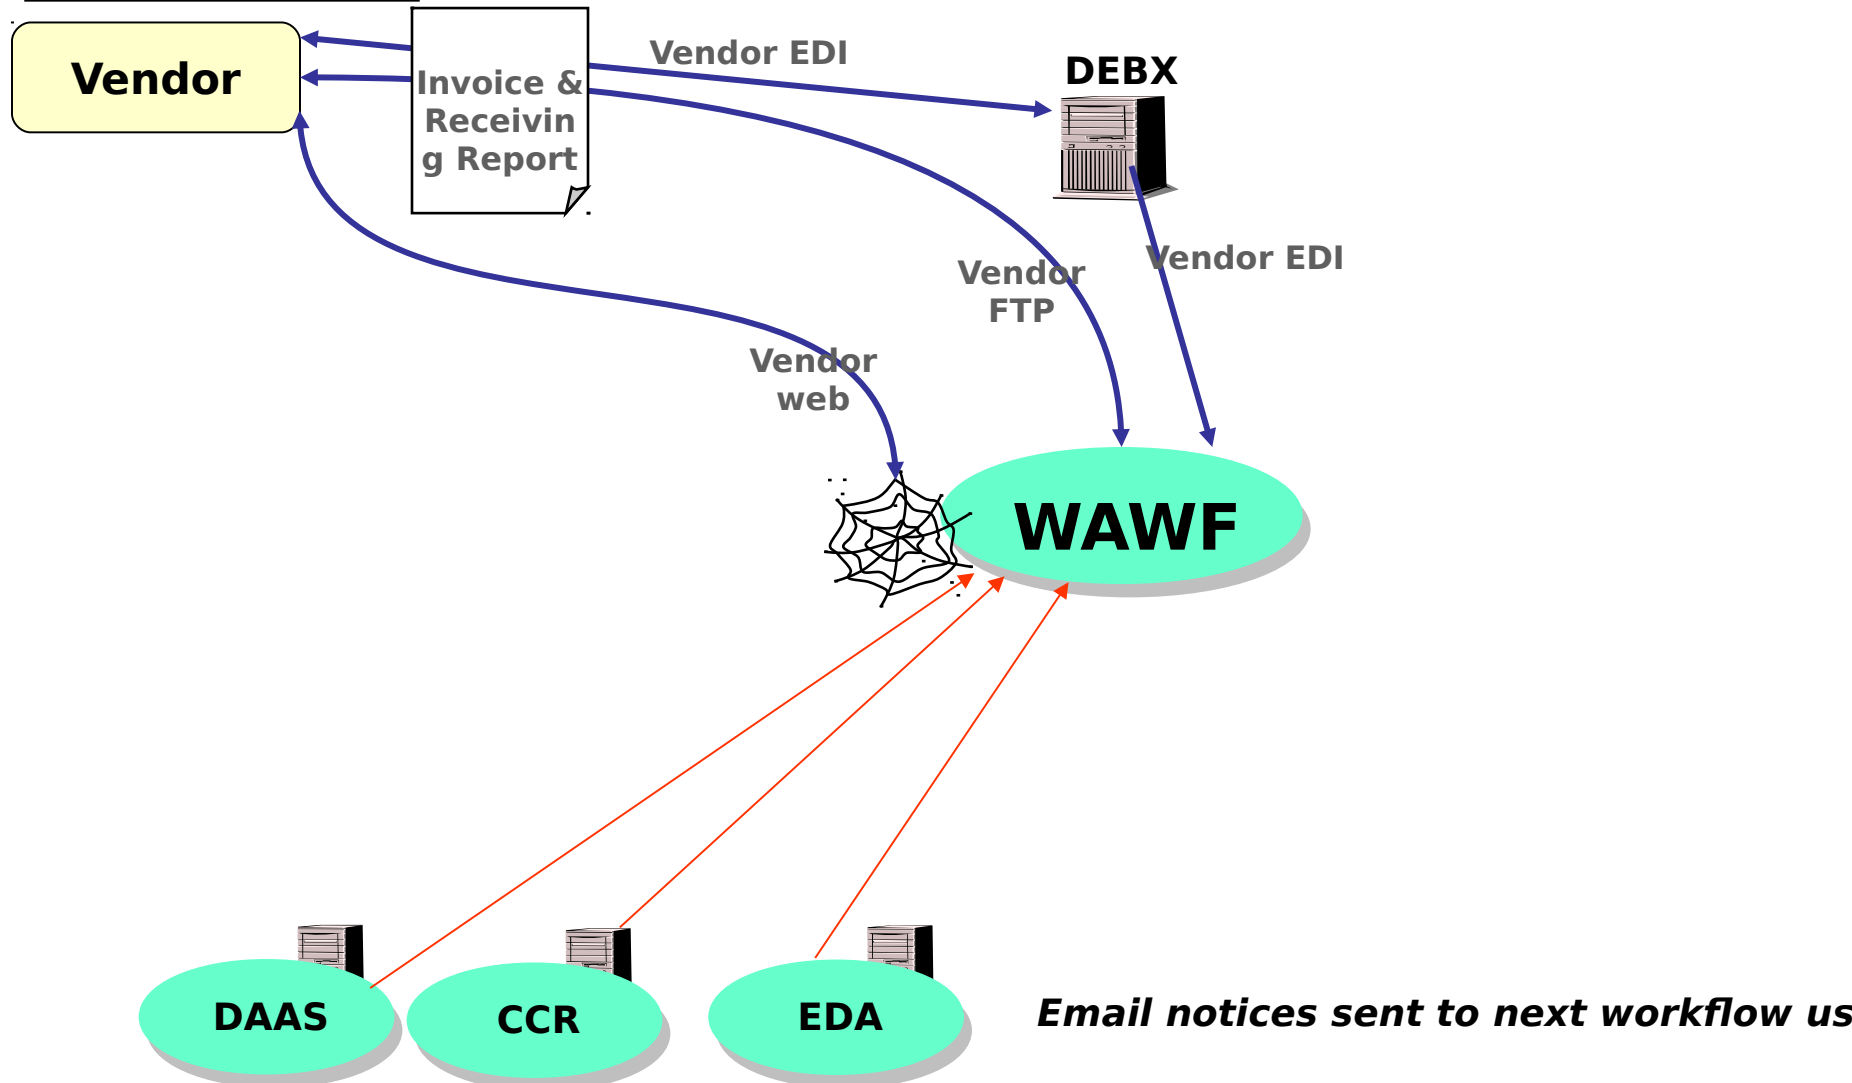 Vendor
Invoice &
Receivin
g Report
Vendor EDI
DEBX
Vendor EDI
Vendor
FTP
Vendor
web
WAWF
DAAS
CCR
EDA
Email notices sent to next workflow us